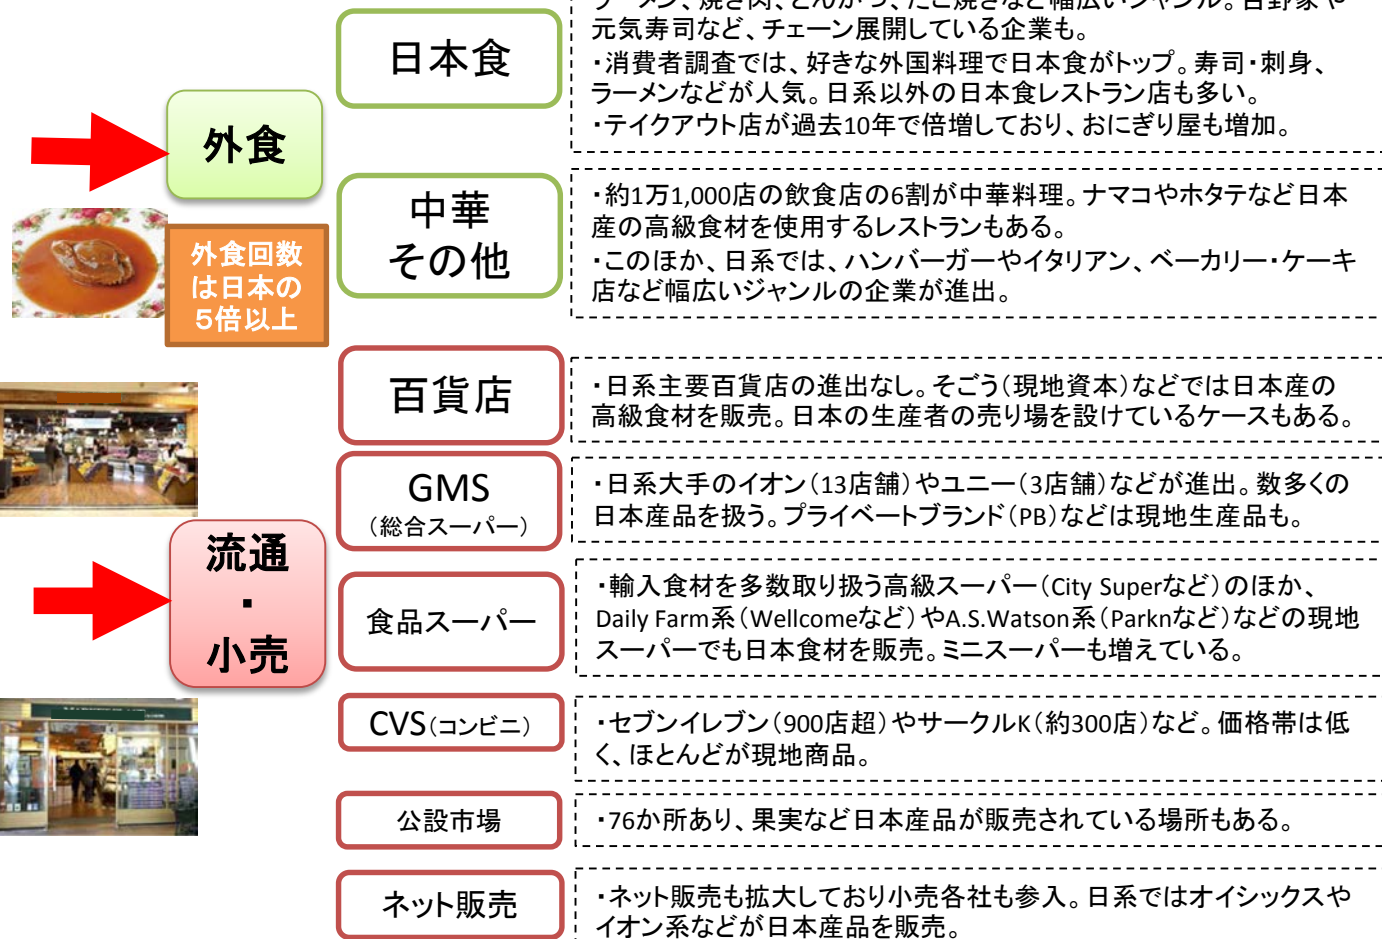 ラーメン、焼き肉、とんかつ、たこ焼きなど幅広いジャンル。吉野家や
元気寿司など、チェーン展開している企業も。
・消費者調査では、好きな外国料理で日本食がトップ。寿司・刺身、
ラーメンなどが人気。日系以外の日本食レストラン店も多い。
・テイクアウト店が過去10年で倍増しており、おにぎり屋も増加。
日本食
外食
外食回数
は日本の
５倍以上
中華
その他
・約1万1,000店の飲食店の6割が中華料理。ナマコやホタテなど日本
産の高級食材を使用するレストランもある。
・このほか、日系では、ハンバーガーやイタリアン、ベーカリー・ケーキ
店など幅広いジャンルの企業が進出。
百貨店
・日系主要百貨店の進出なし。そごう（現地資本）などでは日本産の
高級食材を販売。日本の生産者の売り場を設けているケースもある。
GMS
（総合スーパー）
・日系大手のイオン（13店舗）やユニー（3店舗）などが進出。数多くの
日本産品を扱う。プライベートブランド（PB）などは現地生産品も。
流通
・
小売
食品スーパー
・輸入食材を多数取り扱う高級スーパー（City Superなど）のほか、
Daily Farm系（Wellcomeなど）やA.S.Watson系（Parknなど）などの現地
スーパーでも日本食材を販売。ミニスーパーも増えている。
CVS（コンビニ）
・セブンイレブン（900店超）やサークルK（約300店）など。価格帯は低
く、ほとんどが現地商品。
公設市場
・76か所あり、果実など日本産品が販売されている場所もある。
ネット販売
・ネット販売も拡大しており小売各社も参入。日系ではオイシックスや
イオン系などが日本産品を販売。